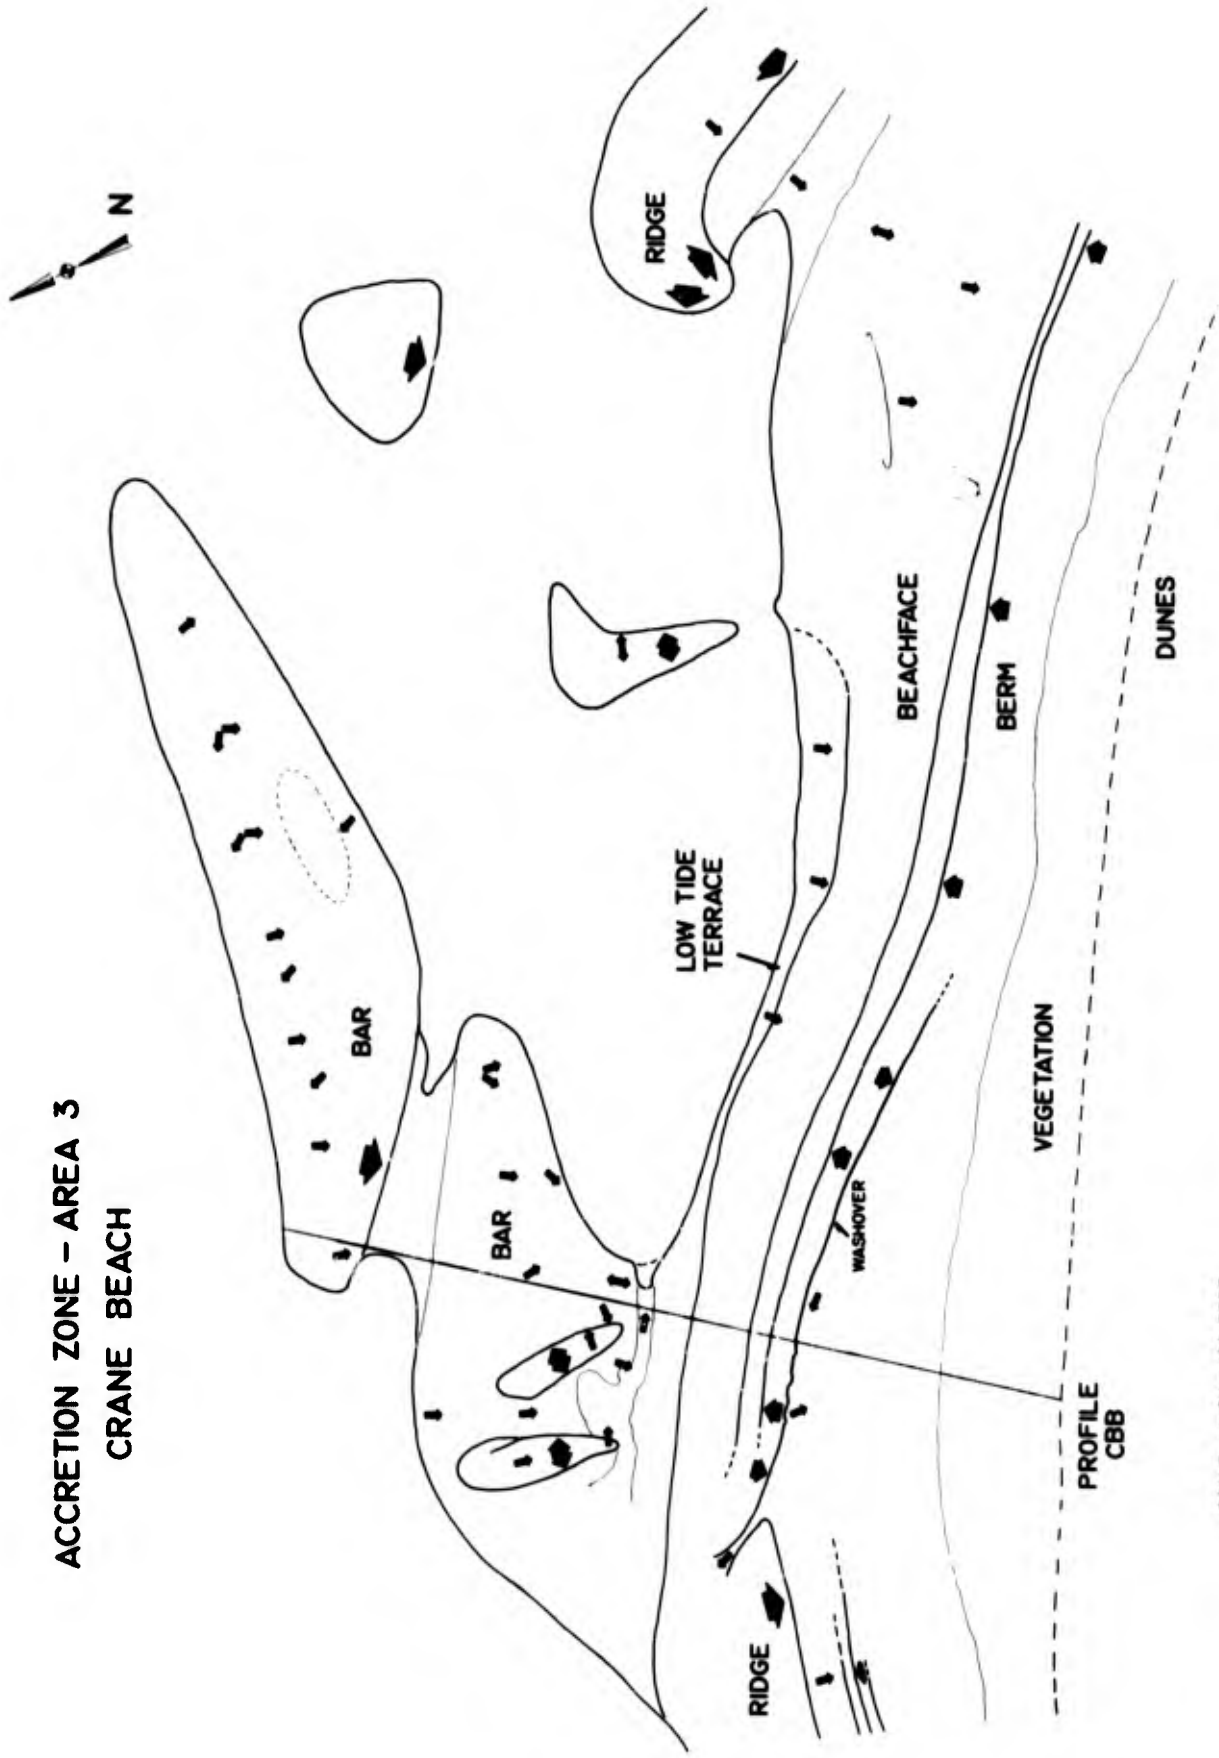 ACCRETION ZONE - AREA 3
CRANE BEACH
N
RIDGE
BAR
BAR
LOW TIDE
TERRACE
BEACHFACE
BERM
DUNES
VEGETATION
WASHOVER
RIDGE
PROFILE
CBB